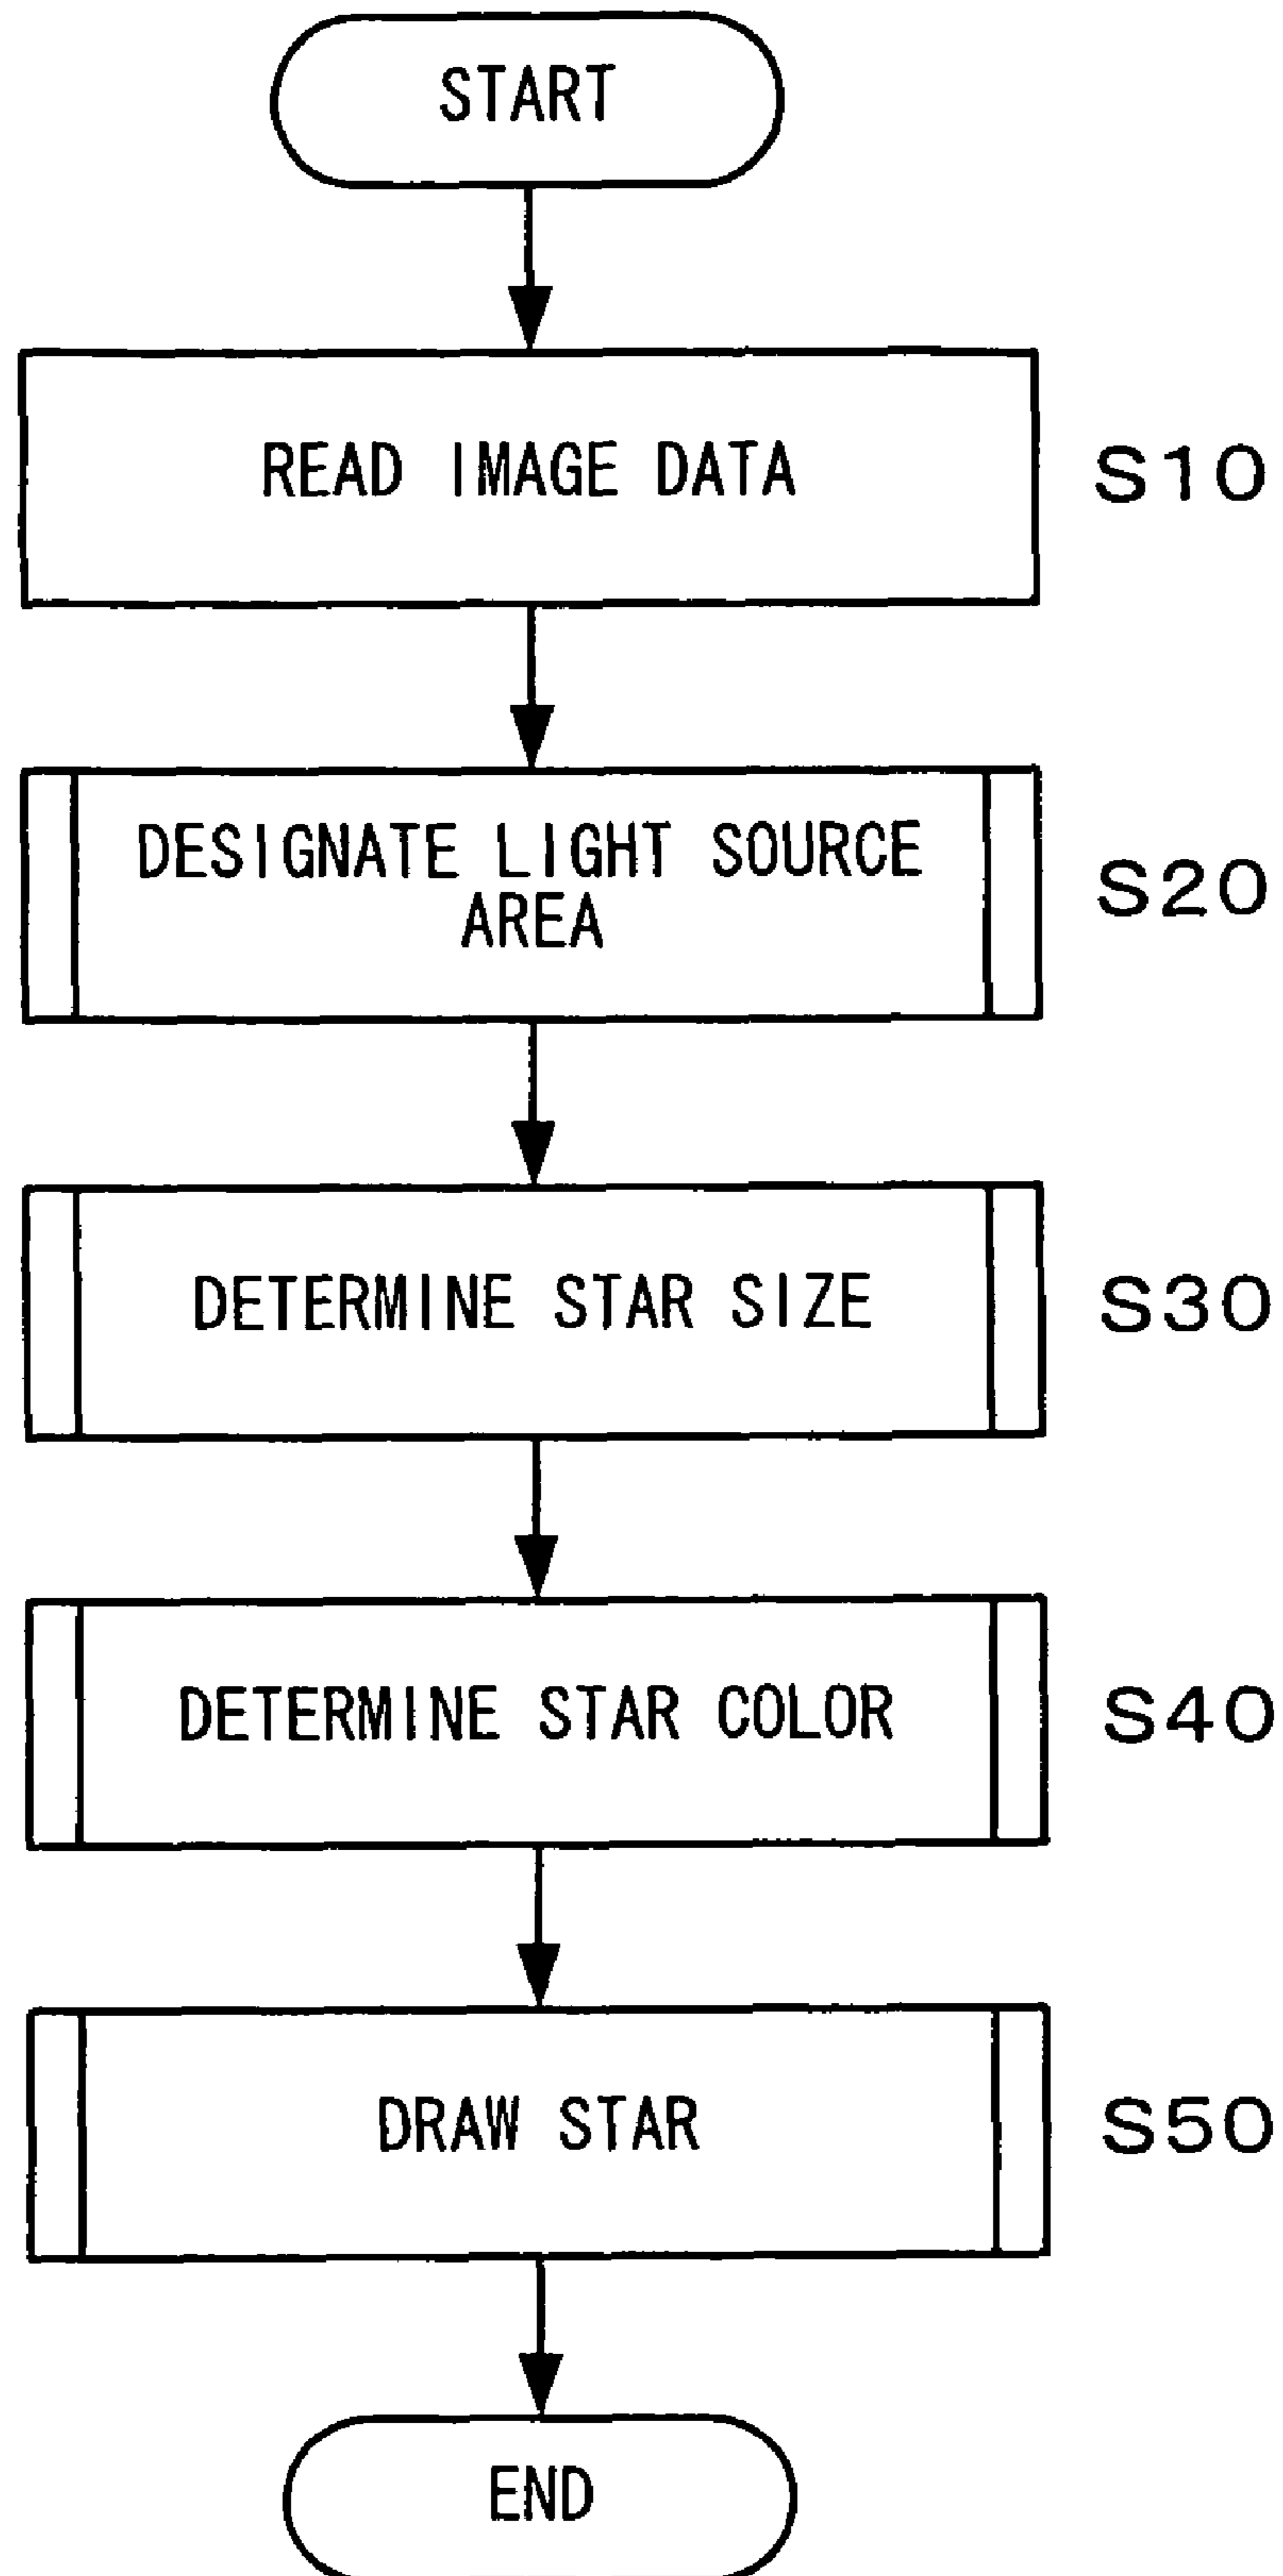 START
READ IMAGE DATA
S10
DESIGNATE LIGHT SOURCE
AREA
S20
DETERMINE STAR SIZE
S30
DETERMINE STAR COLOR
S40
DRAW STAR
S50
END